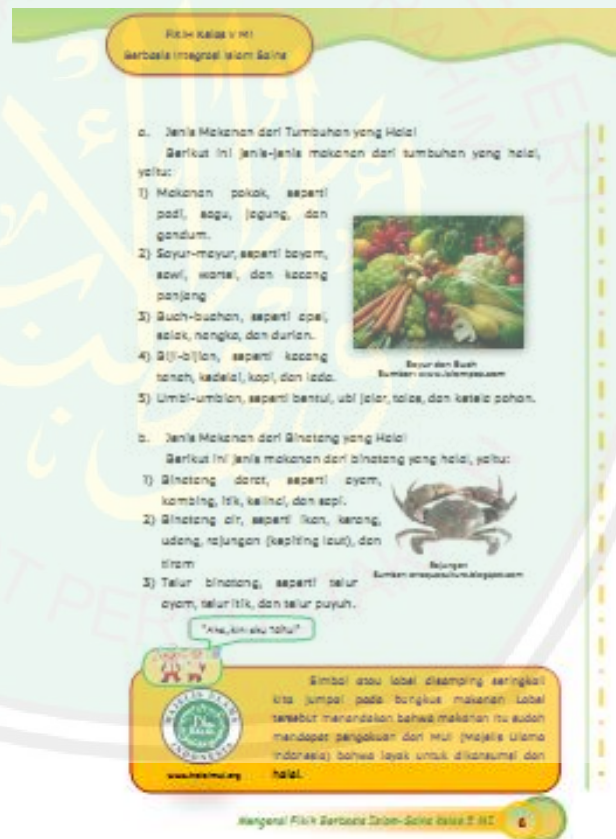 Fikih Kelas V MI
Berbasis Integrasi Islam Sains
a. Jenis Makanan dari Tumbuhan yang Halal
Berikut ini jenis-jenis makanan dari tumbuhan yang halal,
yaitu:
1) Makanan pokok, seperti
padi, sagu, jagung, dan
gandum.
2) Sayur-mayur, seperti bayam,
sawi, wortel, dan kacang
panjang
3) Buah-buahan, seperti apel,
salak, nangka, dan durian.
4) Biji-bijian, seperti kacang
tanah, kedelai, kopi, dan lada.
Sayur dan Buah
Sumber: www.islampos.com
5) Umbi-umbian, seperti bentul, ubi jalar, talas, dan ketela pohon.
b. Jenis Makanan dari Binatang yang Halal
Berikut ini jenis makanan dari binatang yang halal, yaitu:
1) Binatang darat, seperti ayam,
kambing, itik, kelinci, dan sapi.
2) Binatang air, seperti ikan, kerang,
udang, rajungan (kepiting laut), dan
tiram
Rajungan
3) Telur binatang, seperti telur
ayam, telur itik, dan telur puyuh.
"Aha, kini aku tahu!"
Simbol atau label disamping seringkali
kita jumpai pada bungkus makanan. Label
tersebut menandakan bahwa makanan itu sudah
mendapat pengakuan dari MUI (Majelis Ulama
Indonesia) bahwa layak untuk dikonsumsi dan
halal.
MAJELIS ULAMA
INDONESIA
www.halalmui.org
Mengenal Fikih Berbasis Islam-Sains Kelas 5 MI
6